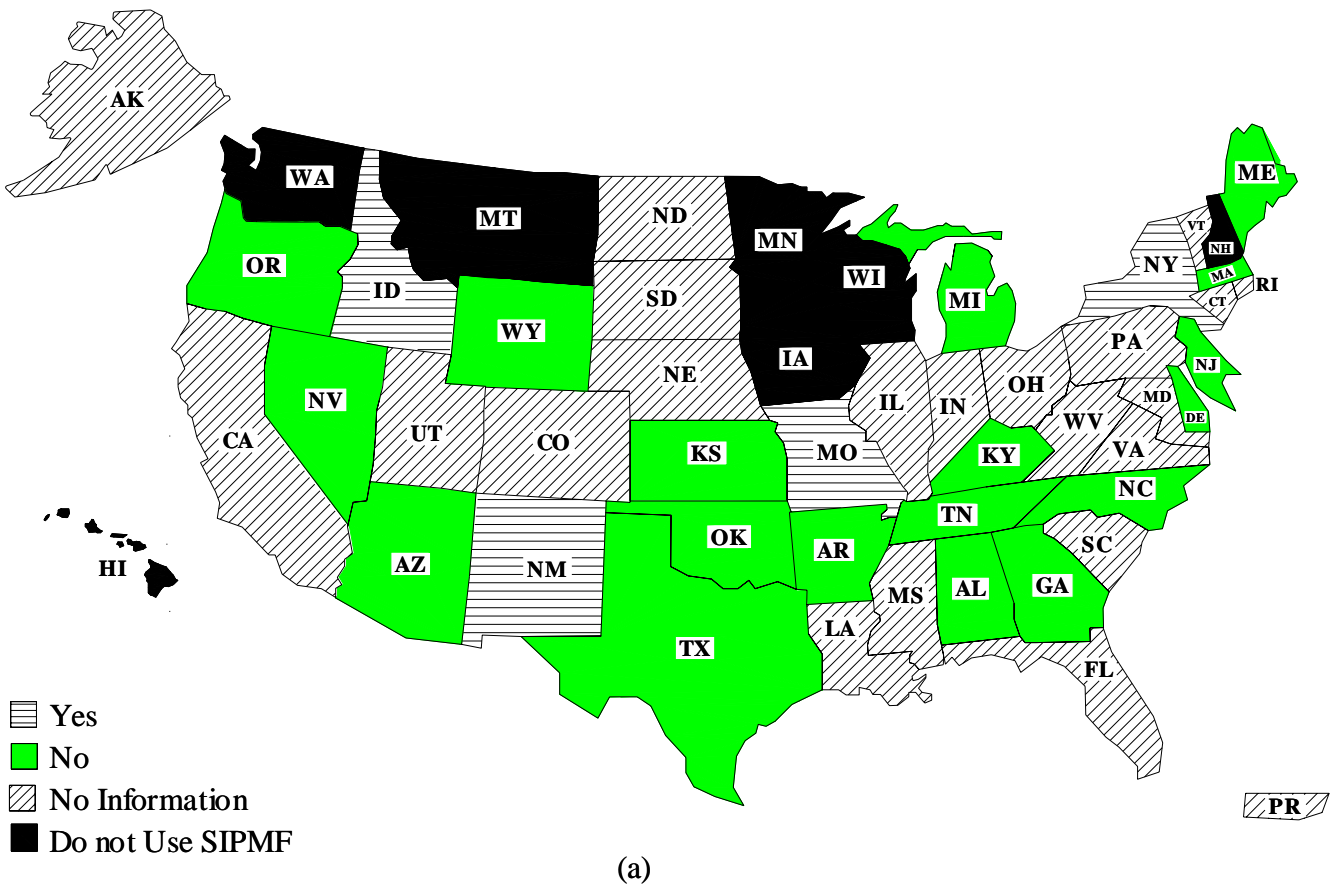 AK
WA
MT
ND
MN
WI
ME
VT
NH
NY
MA
CT
RI
OR
ID
WY
SD
IA
MI
PA
NJ
NE
NV
UT
CO
CA
IL
IN
OH
MD
DE
WV
VA
KS
MO
KY
NC
AZ
NM
OK
AR
TN
SC
HI
TX
LA
MS
AL
GA
FL
PR
Yes
No
No Information
Do not Use SIPMF
(a)